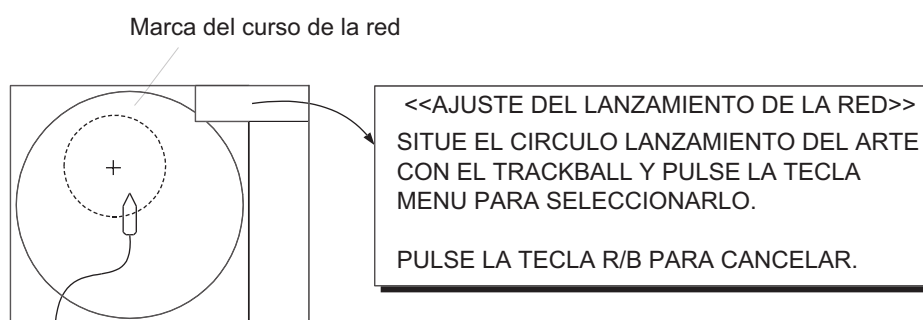 Marca del curso de la red
<<AJUSTE DEL LANZAMIENTO DE LA RED>>
SITUE EL CIRCULO LANZAMIENTO DEL ARTE
CON EL TRACKBALL Y PULSE LA TECLA
MENU PARA SELECCIONARLO.
PULSE LA TECLA R/B PARA CANCELAR.